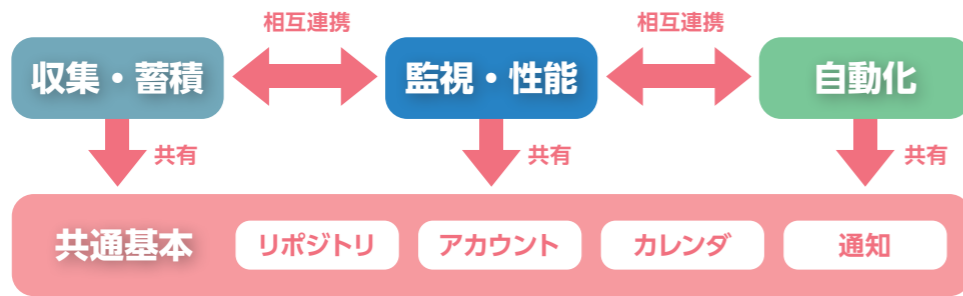 相互連携
相互連携
収集・蓄積
監視・性能
自動化
共有
共有
共有
共通基本
リポジトリ
アカウント
カレンダ
通知